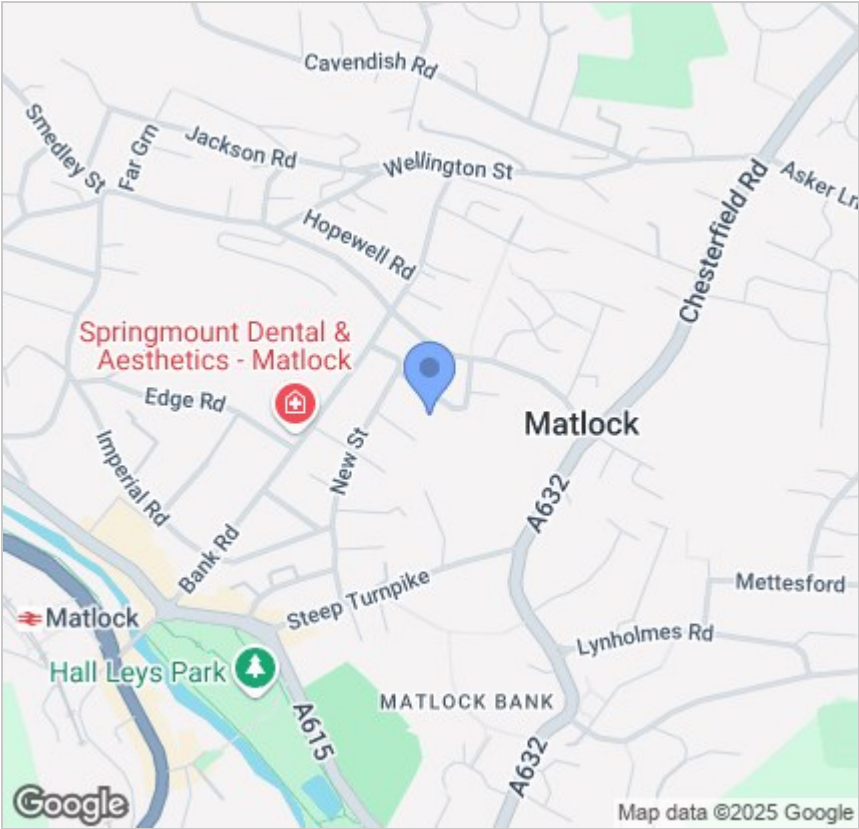 Cavendish Rd
Smedley St
Far Grn
Jackson Rd
Wellington St
Asker Ln
Hopewell Rd
Chesterfield Rd
Springmount Dental &
Aesthetics - Matlock
Edge Rd
Matlock
New St
Imperial Rd
A632
Bank Rd
Steep Turnpike
Mettesford
Matlock
Lynholmes Rd
Hall Leys Park
MATLOCK BANK
A615
A632
Google
Map data ©2025 Google